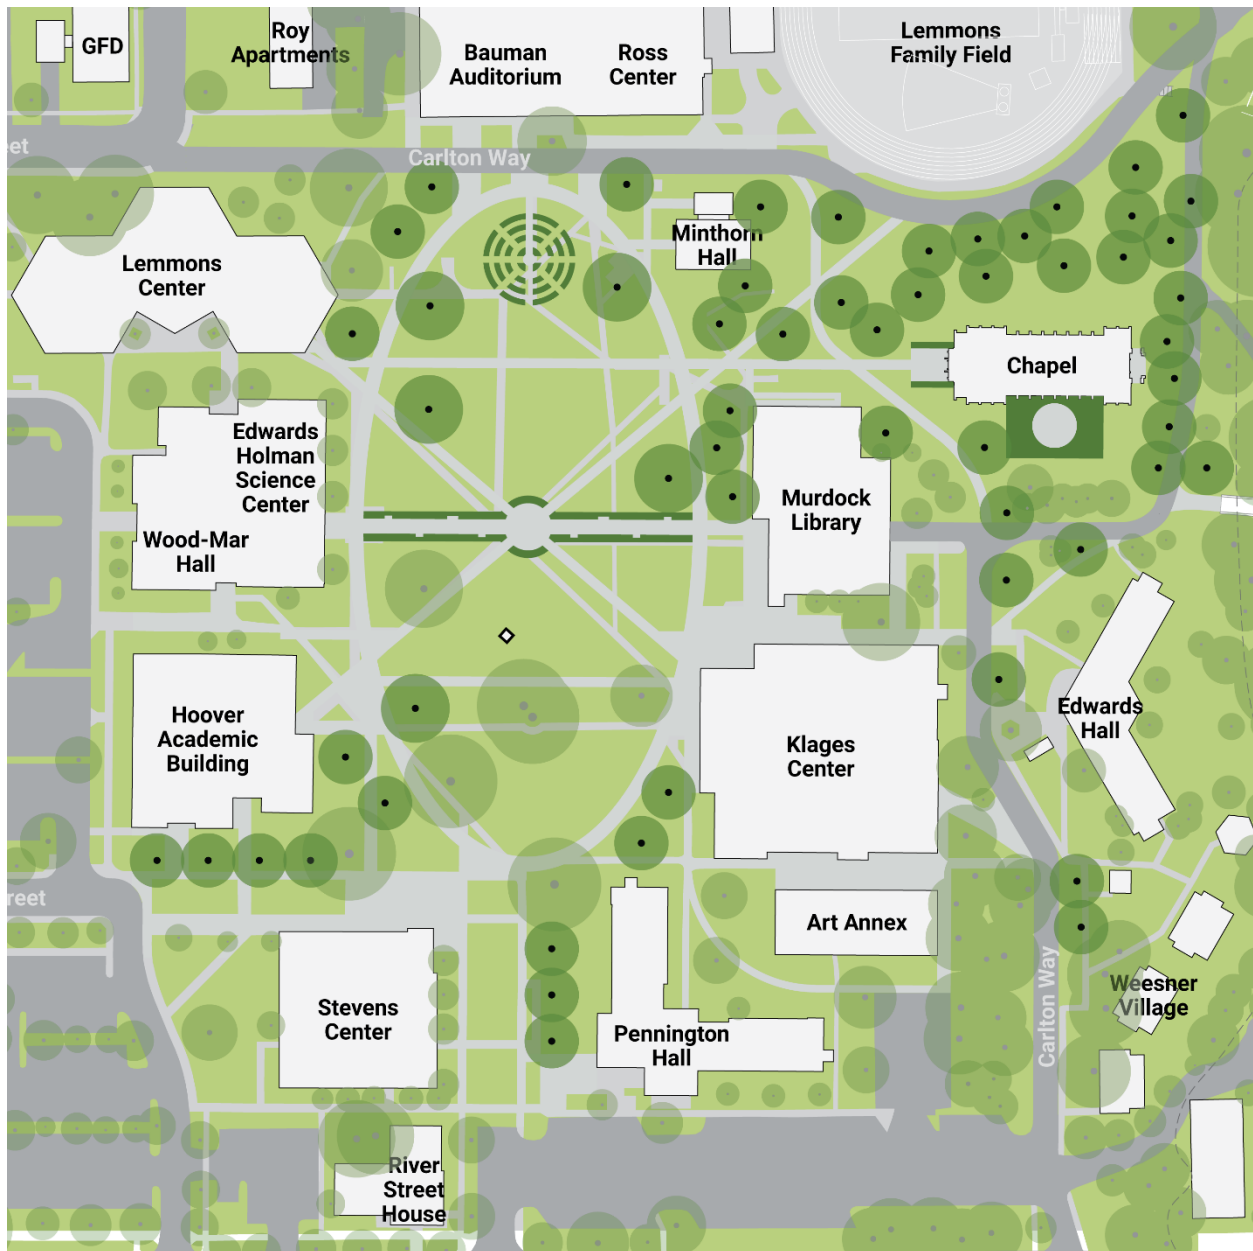 GFD
Roy
Apartments
Bauman
Auditorium
Ross
Center
Lemmons
Family Field
eet
Carlton Way
Minthorn
Hall
Lemmons
Center
Chapel
Edwards
Holman
Science
Center
Wood-Mar
Hall
Murdock
Library
Hoover
Academic
Building
Klages
Center
Edwards
Hall
reet
Art Annex
Carlton Way
Weesner
Village
Stevens
Center
Pennington
Hall
River
Street
House